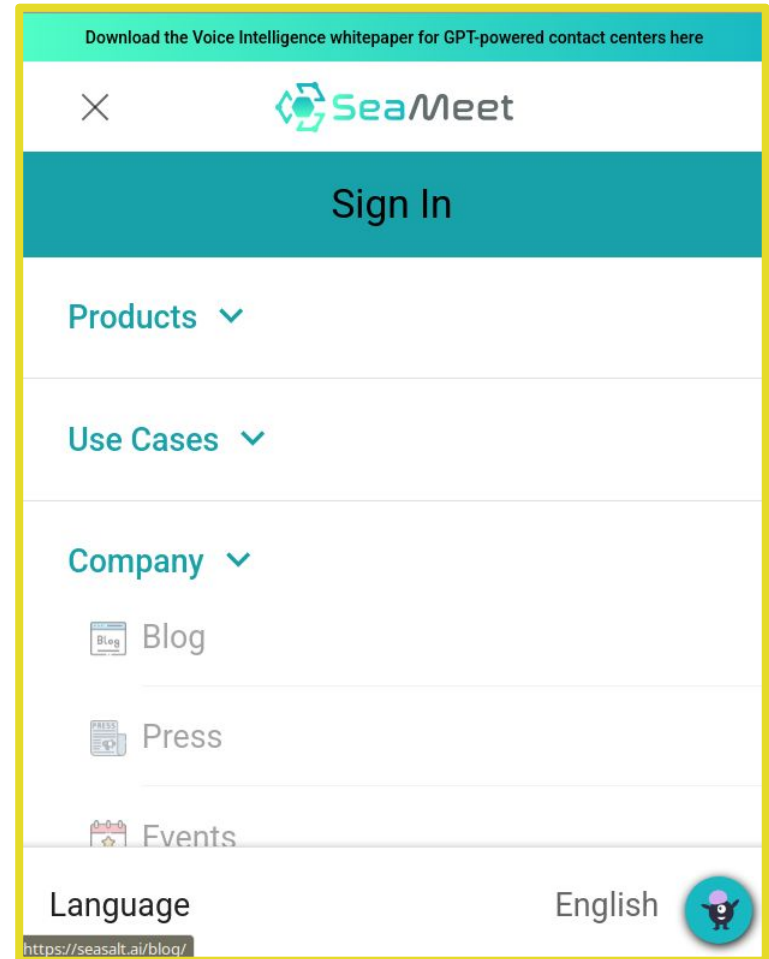 Download the Voice Intelligence whitepaper for GPT-powered contact centers here
SeaMeet
Sign In
Products
Use Cases
Company
Blog
Blog
PRESS
Press
Events
Language
English
https://seasalt.ai/blog/